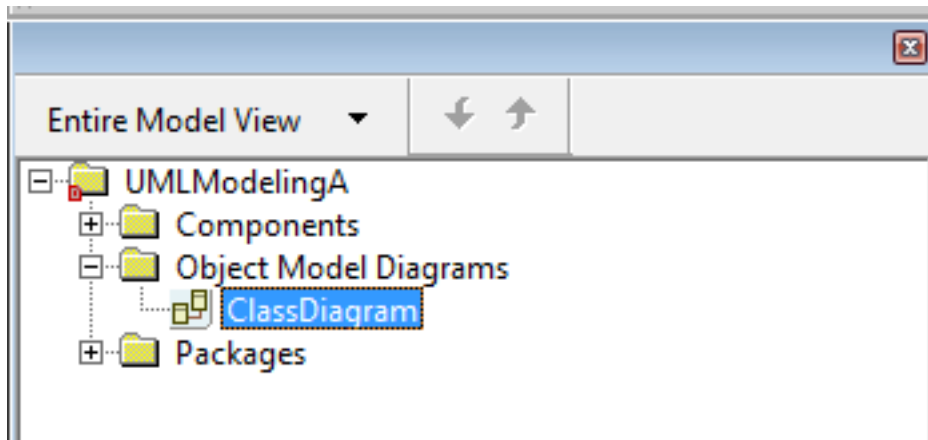 Entire Model View
UMLModelingA
Components
Object Model Diagrams
ClassDiagram
Packages